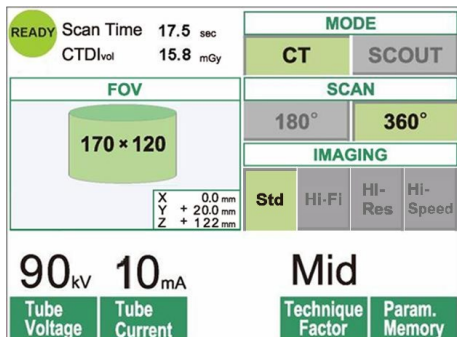 READY Scan Time 17.5 sec
CTDIvol 15.8 mGy
MODE
CT SCOUT
FOV
170 × 120
X 0.0 mm
Y + 20.0 mm
Z + 122 mm
SCAN
180° 360°
IMAGING
Std Hi-Fi HI-Res Hi-Speed
90kV 10mA Mid
Tube Voltage Tube Current Technique Factor Param. Memory